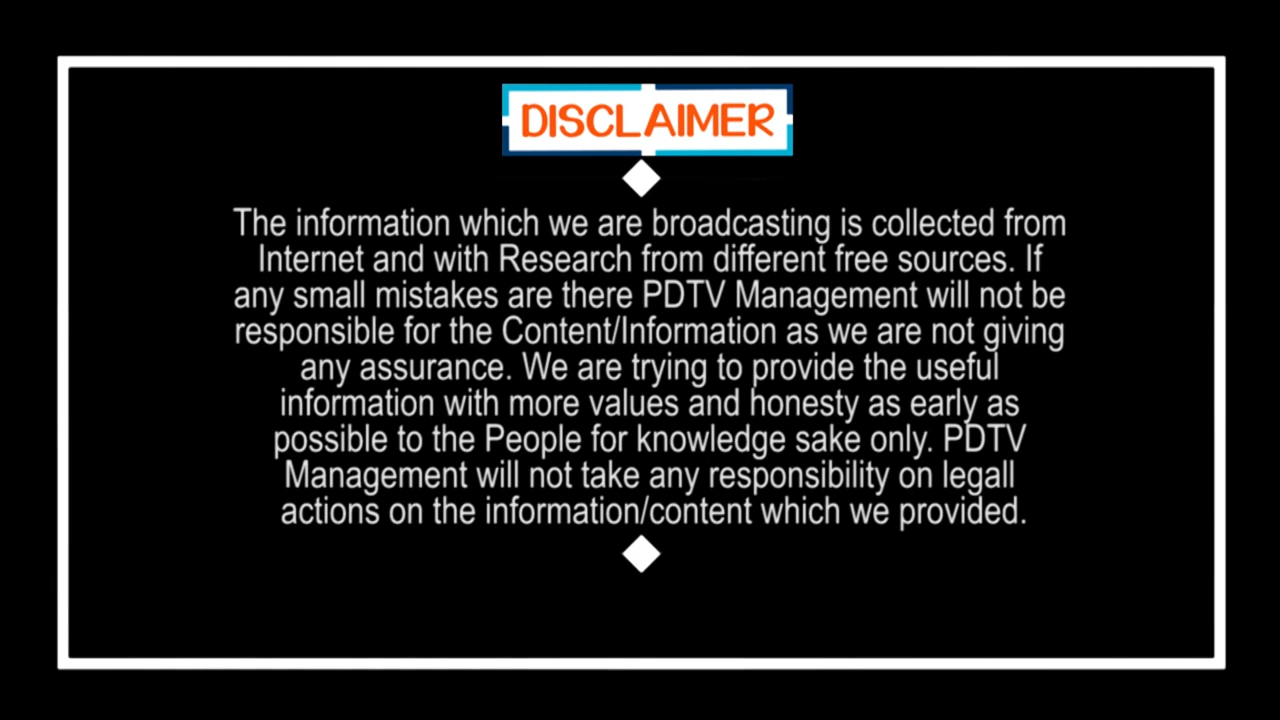 DISCLAIMER
The information which we are broadcasting is collected from
Internet and with Research from different free sources. If
any small mistakes are there PDTV Management will not be
responsible for the Content/Information as we are not giving
any assurance. We are trying to provide the useful
information with more values and honesty as early as
possible to the People for knowledge sake only. PDTV
Management will not take any responsibility on legall
actions on the information/content which we provided.